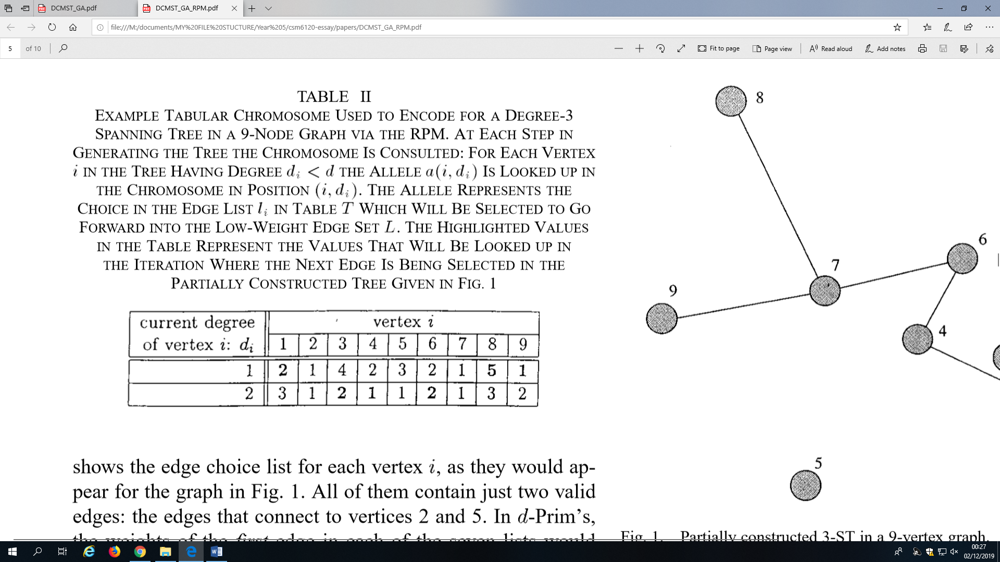 DCMST_GA.pdf
DCMST_GA_RPM.pdf
file:///M:/documents/MY%20FILE%20STUCTURE/Year%205/csm6120-essay/papers/DCMST_GA_RPM.pdf
5 of 10
Fit to page
Page view
Read aloud
Add notes
TABLE II
EXAMPLE TABULAR CHROMOSOME USED TO ENCODE FOR A DEGREE-3
SPANNING TREE IN A 9-NODE GRAPH VIA THE RPM. AT EACH STEP IN
GENERATING THE TREE THE CHROMOSOME IS CONSULTED: FOR EACH VERTEX
i IN THE TREE HAVING DEGREE dᵢ < d THE ALLELE a(i, dᵢ) IS LOOKED UP IN
THE CHROMOSOME IN POSITION (i, dᵢ). THE ALLELE REPRESENTS THE
CHOICE IN THE EDGE LIST lᵢ IN TABLE T WHICH WILL BE SELECTED TO GO
FORWARD INTO THE LOW-WEIGHT EDGE SET L. THE HIGHLIGHTED VALUES
IN THE TABLE REPRESENT THE VALUES THAT WILL BE LOOKED UP IN
THE ITERATION WHERE THE NEXT EDGE IS BEING SELECTED IN THE
PARTIALLY CONSTRUCTED TREE GIVEN IN FIG. 1
current degree vertex i
of vertex i: dᵢ 1 2 3 4 5 6 7 8 9
1 2 1 4 2 3 2 1 5 1
2 3 1 2 1 1 2 1 3 2
shows the edge choice list for each vertex i, as they would ap-
pear for the graph in Fig. 1. All of them contain just two valid
edges: the edges that connect to vertices 2 and 5. In d-Prim's,
the weights of the first edge in each of the seven lists would
8
6
7
9
4
5
Fig. 1. Partially constructed 3-ST in a 9-vertex graph.
00:27
02/12/2019